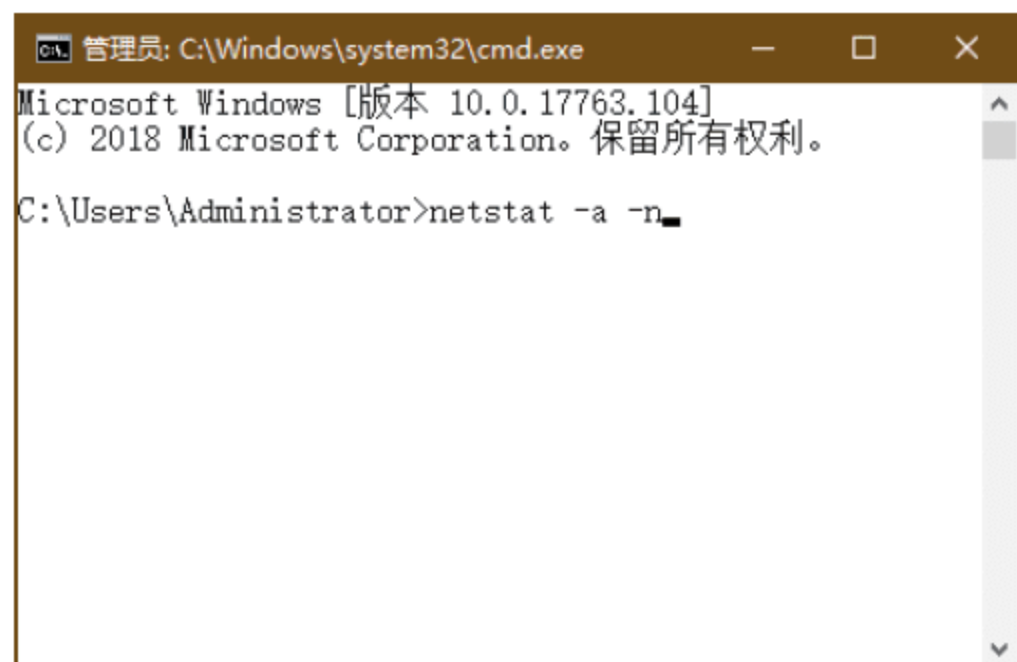 管理员: C:\Windows\system32\cmd.exe
Microsoft Windows [版本 10.0.17763.104]
(c) 2018 Microsoft Corporation。保留所有权利。
C:\Users\Administrator>netstat -a -n